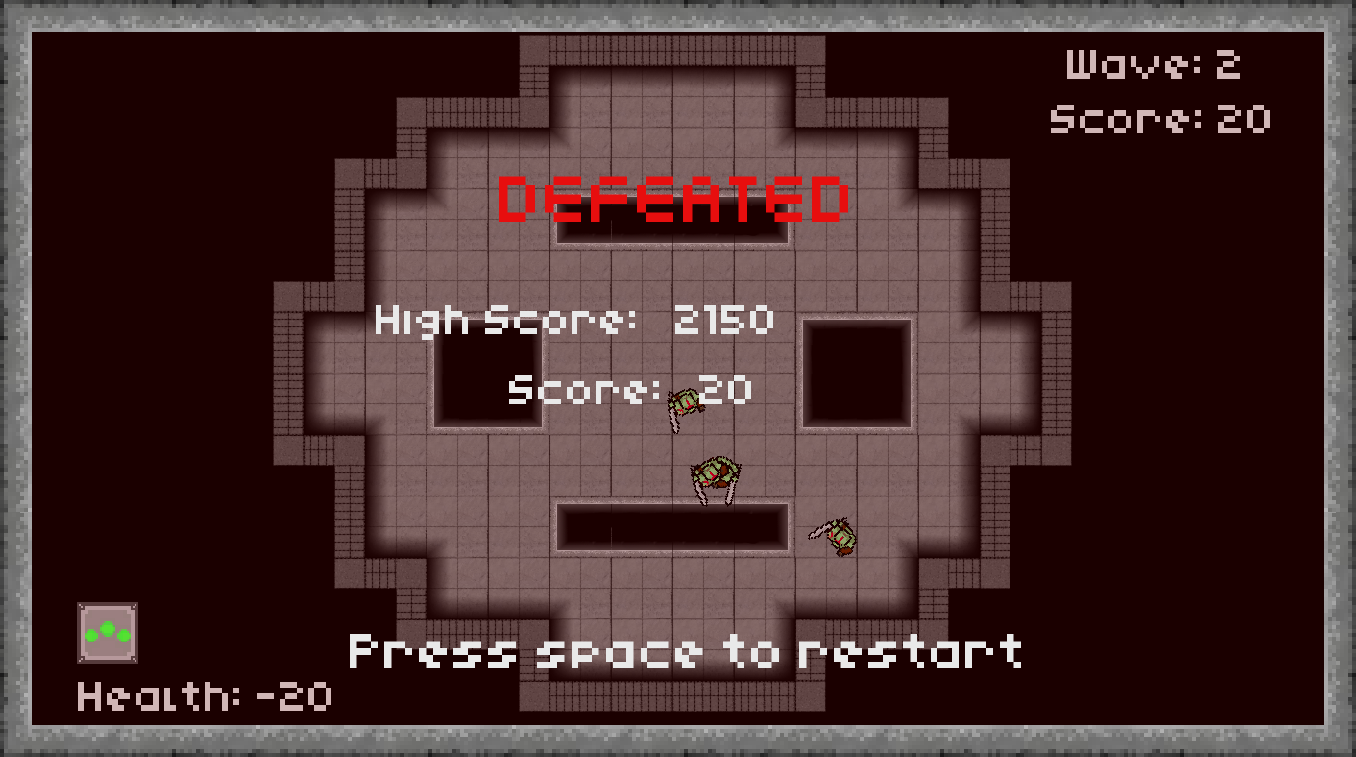 Wave: 2
Score: 20
DEFEATED
High Score: 2150
Score: 20
Press space to restart
Health: -20